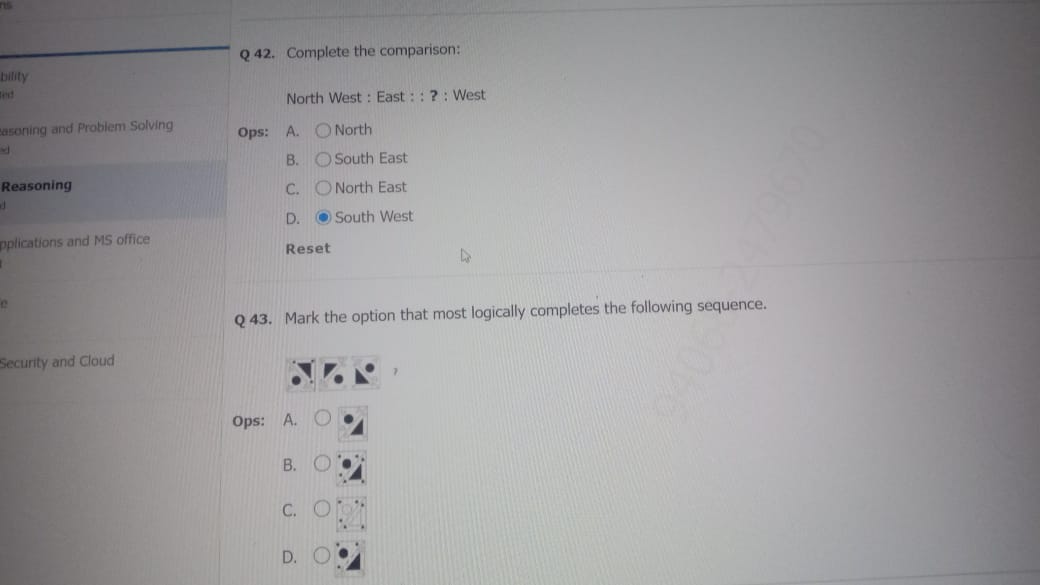 ns
Q 42. Complete the comparison:
bility
North West : East : : ? : West
Ops: A. North
easoning and Problem Solving
B. South East
Reasoning
C. North East
D. South West
pplications and MS office
Reset
Q 43. Mark the option that most logically completes the following sequence.
Security and Cloud
?
Ops: A.
B.
C.
D.